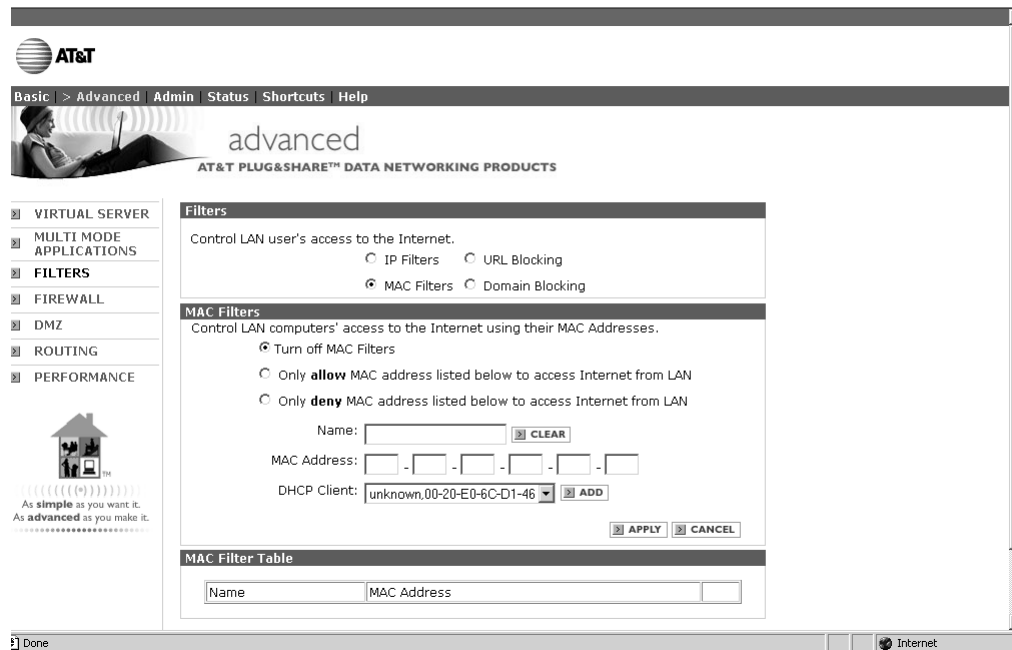 AT&T
Basic | > Advanced | Admin | Status | Shortcuts | Help
advanced
AT&T PLUG&SHARE™ DATA NETWORKING PRODUCTS
VIRTUAL SERVER
MULTI MODE
APPLICATIONS
FILTERS
FIREWALL
DMZ
ROUTING
PERFORMANCE
TM
As simple as you want it.
As advanced as you make it.
Filters
Control LAN user's access to the Internet.
IP Filters URL Blocking
MAC Filters Domain Blocking
MAC Filters
Control LAN computers' access to the Internet using their MAC Addresses.
Turn off MAC Filters
Only allow MAC address listed below to access Internet from LAN
Only deny MAC address listed below to access Internet from LAN
Name: CLEAR
MAC Address: - - - - -
DHCP Client: unknown,00-20-E0-6C-D1-46 ADD
APPLY CANCEL
MAC Filter Table
Name MAC Address
Done Internet